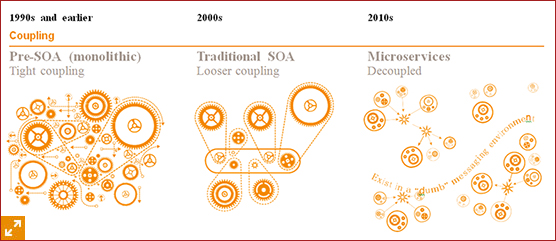 1990s and earlier
2000s
2010s
Coupling
Pre-SOA (monolithic)
Tight coupling
Traditional SOA
Looser coupling
Microservices
Decoupled
Exist in a "dumb" messaging environment